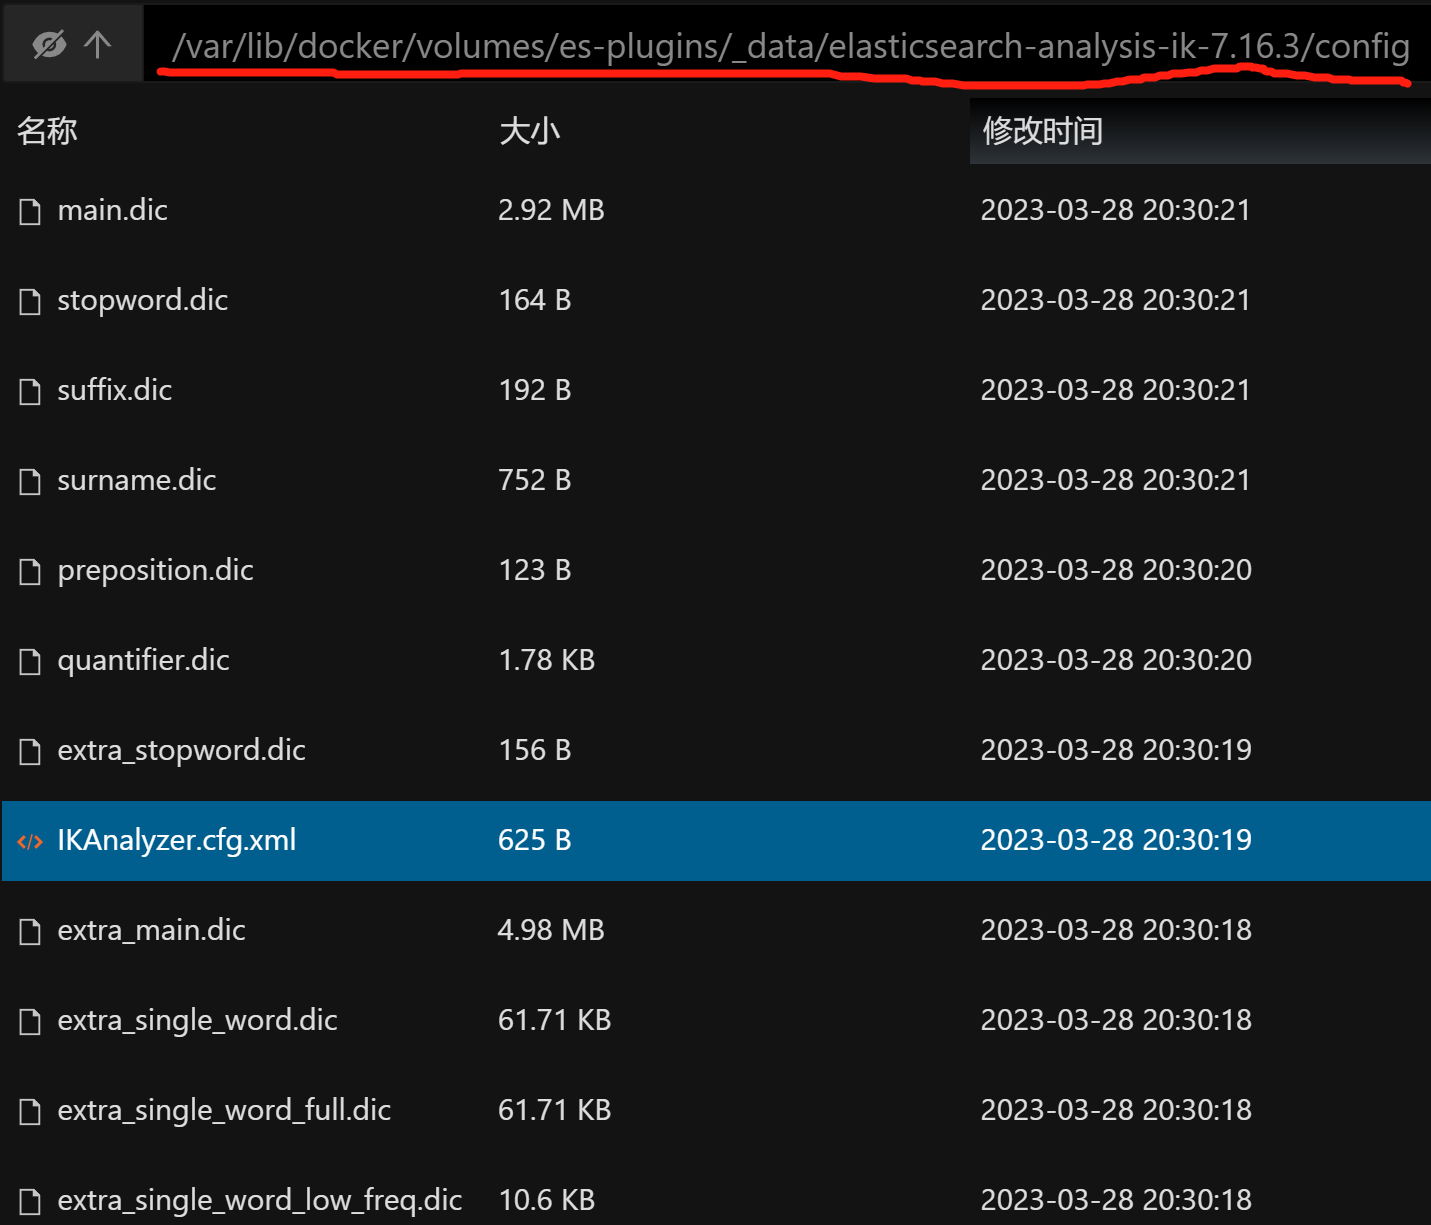 /var/lib/docker/volumes/es-plugins/_data/elasticsearch-analysis-ik-7.16.3/config
名称 大小 修改时间
main.dic 2.92 MB 2023-03-28 20:30:21
stopword.dic 164 B 2023-03-28 20:30:21
suffix.dic 192 B 2023-03-28 20:30:21
surname.dic 752 B 2023-03-28 20:30:21
preposition.dic 123 B 2023-03-28 20:30:20
quantifier.dic 1.78 KB 2023-03-28 20:30:20
extra_stopword.dic 156 B 2023-03-28 20:30:19
IKAnalyzer.cfg.xml 625 B 2023-03-28 20:30:19
extra_main.dic 4.98 MB 2023-03-28 20:30:18
extra_single_word.dic 61.71 KB 2023-03-28 20:30:18
extra_single_word_full.dic 61.71 KB 2023-03-28 20:30:18
extra_single_word_low_freq.dic 10.6 KB 2023-03-28 20:30:18